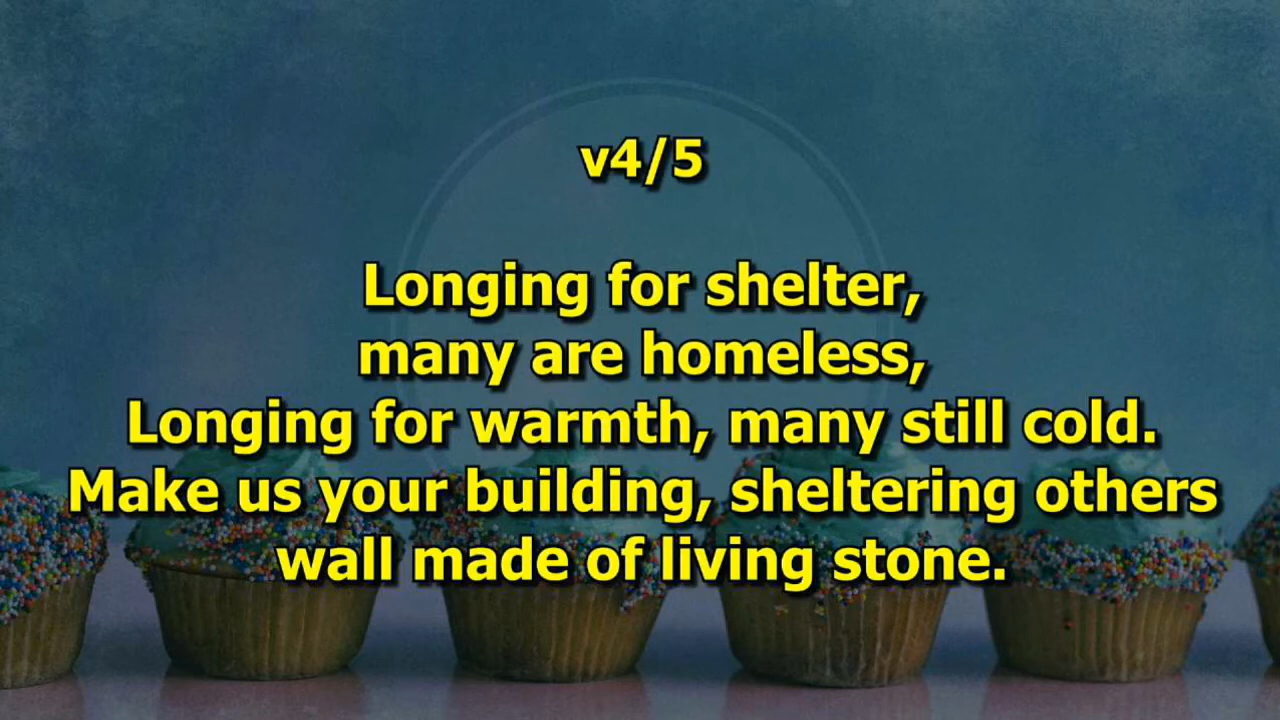 v4/5
Longing for shelter,
many are homeless,
Longing for warmth, many still cold.
Make us your building, sheltering others
wall made of living stone.